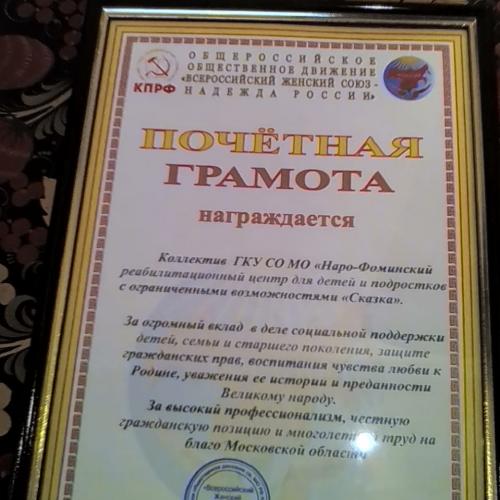 КПРФ
ОБЩЕРОССИЙСКОЕ
ОБЩЕСТВЕННОЕ ДВИЖЕНИЕ
«ВСЕРОССИЙСКИЙ ЖЕНСКИЙ СОЮЗ -
НАДЕЖДА РОССИИ»
ПОЧЁТНАЯ
ГРАМОТА
награждается
Коллектив ГКУ СО МО «Наро-Фоминский
реабилитационный центр для детей и подростков
с ограниченными возможностями «Сказка».
За огромный вклад в деле социальной поддержки
детей, семьи и старшего поколения, защите
гражданских прав, воспитания чувства любви к
Родине, уважения ее истории и преданности
Великому народу.
За высокий профессионализм, честную
гражданскую позицию и многолетний труд на
благо Московской области
«Всероссийский
Женский